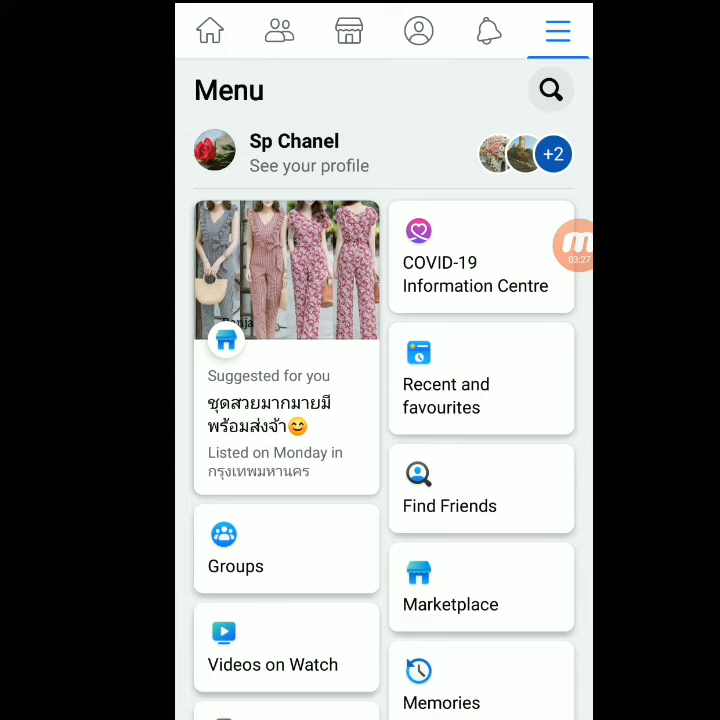 Menu
Sp Chanel
See your profile
+2
Suggested for you
ชุดสวยมากมายมี
พร้อมส่งจ้า😊
Listed on Monday in
กรุงเทพมหานคร
Groups
Videos on Watch
COVID-19
Information Centre
03:27
Recent and
favourites
Find Friends
Marketplace
Memories